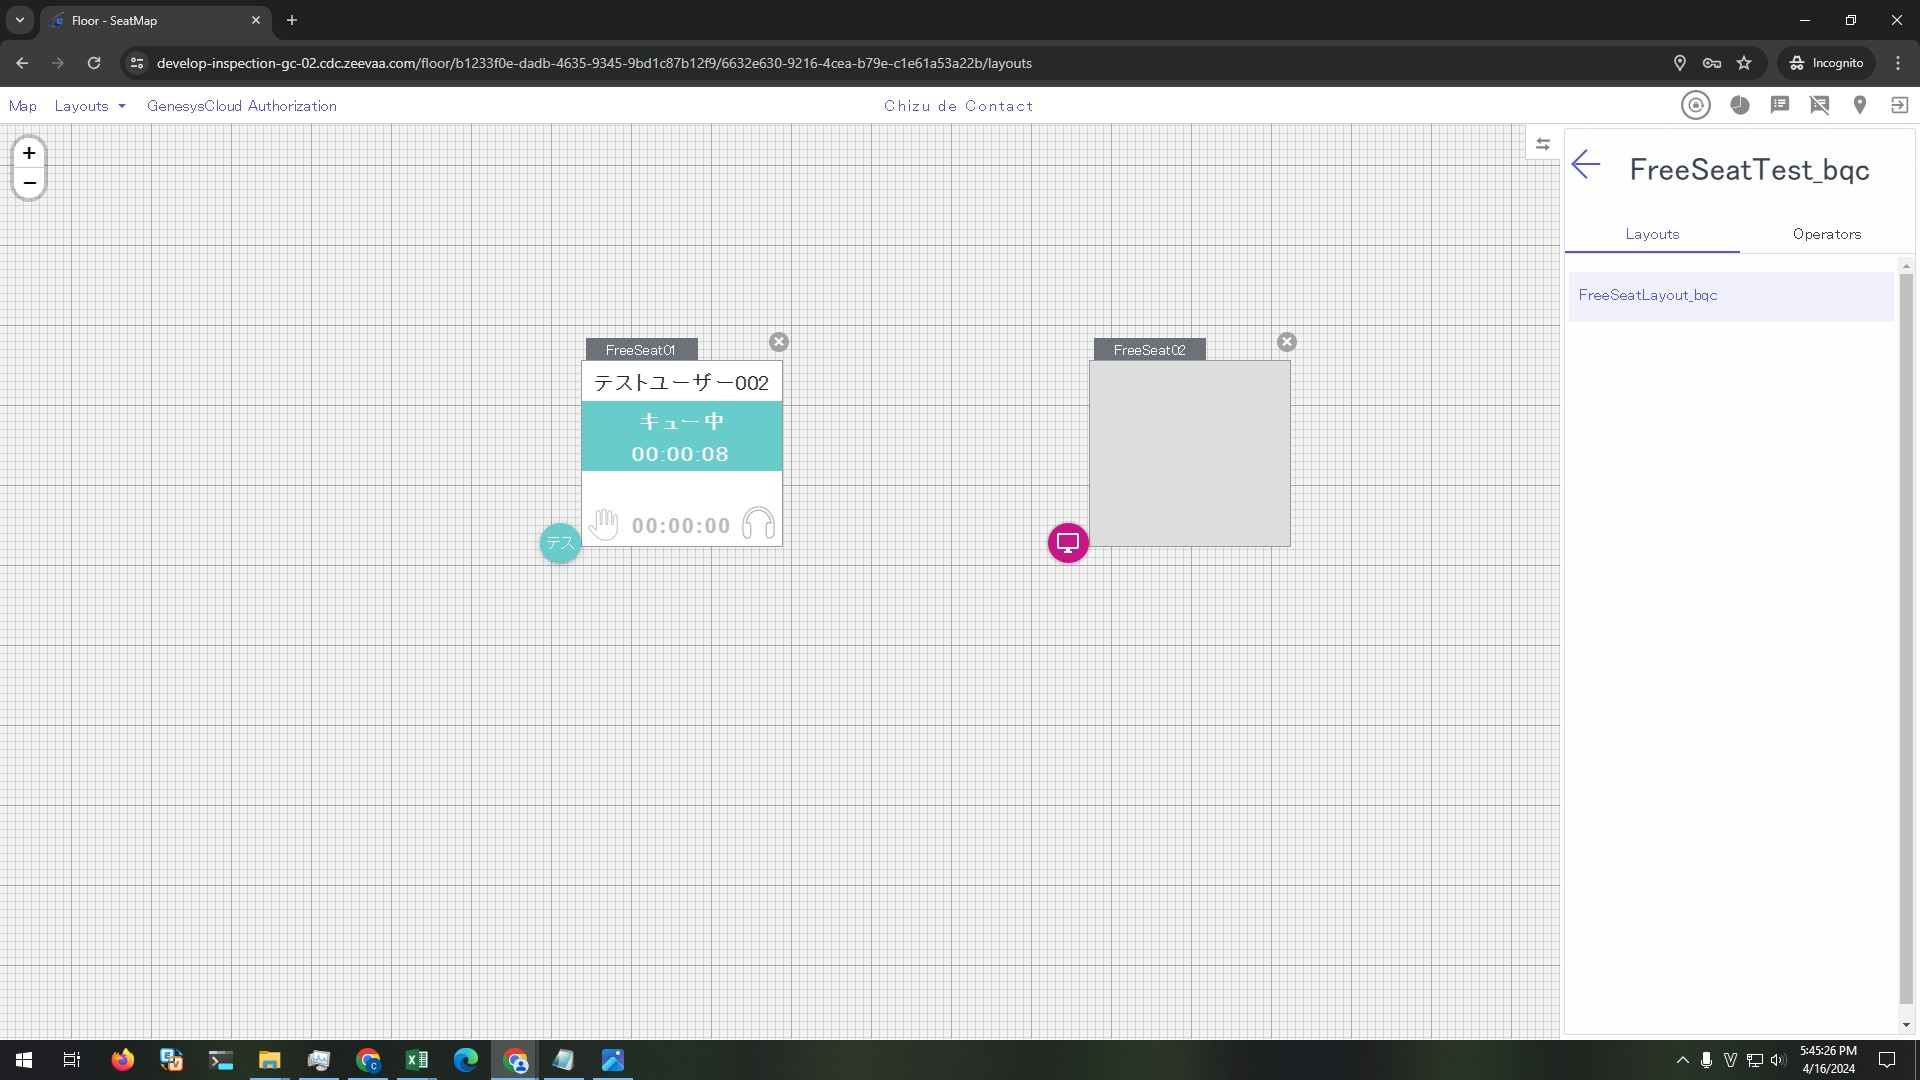 Floor - SeatMap
develop-inspection-gc-02.cdc.zeevaa.com/floor/b1233f0e-dadb-4635-9345-9bd1c87b12f9/6632e630-9216-4cea-b79e-c1e61a53a22b/layouts
Incognito
Map Layouts GenesysCloud Authorization Chizu de Contact
+
−
FreeSeatTest_bqc
Layouts Operators
FreeSeatLayout_bqc
FreeSeat01 FreeSeat02
テストユーザー002
キュー中
00:00:08
00:00:00
テス
5:45:26 PM
4/16/2024